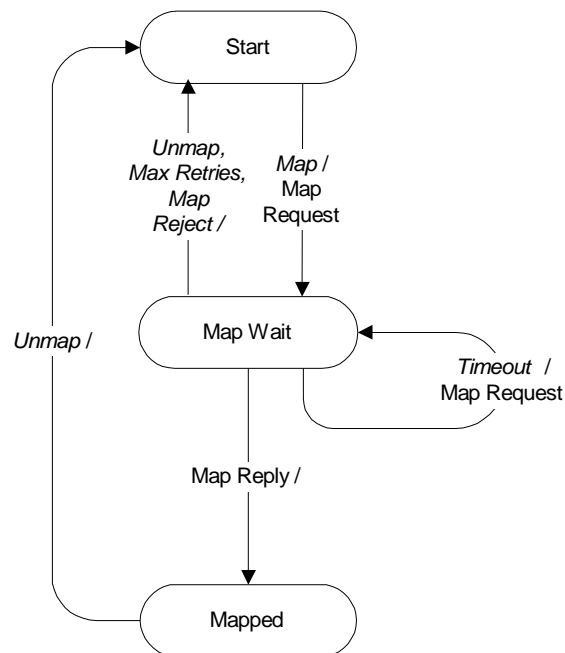 Start
Unmap,
Max Retries,
Map
Reject /
Map /
Map
Request
Map Wait
Unmap /
Timeout /
Map Request
Map Reply /
Mapped